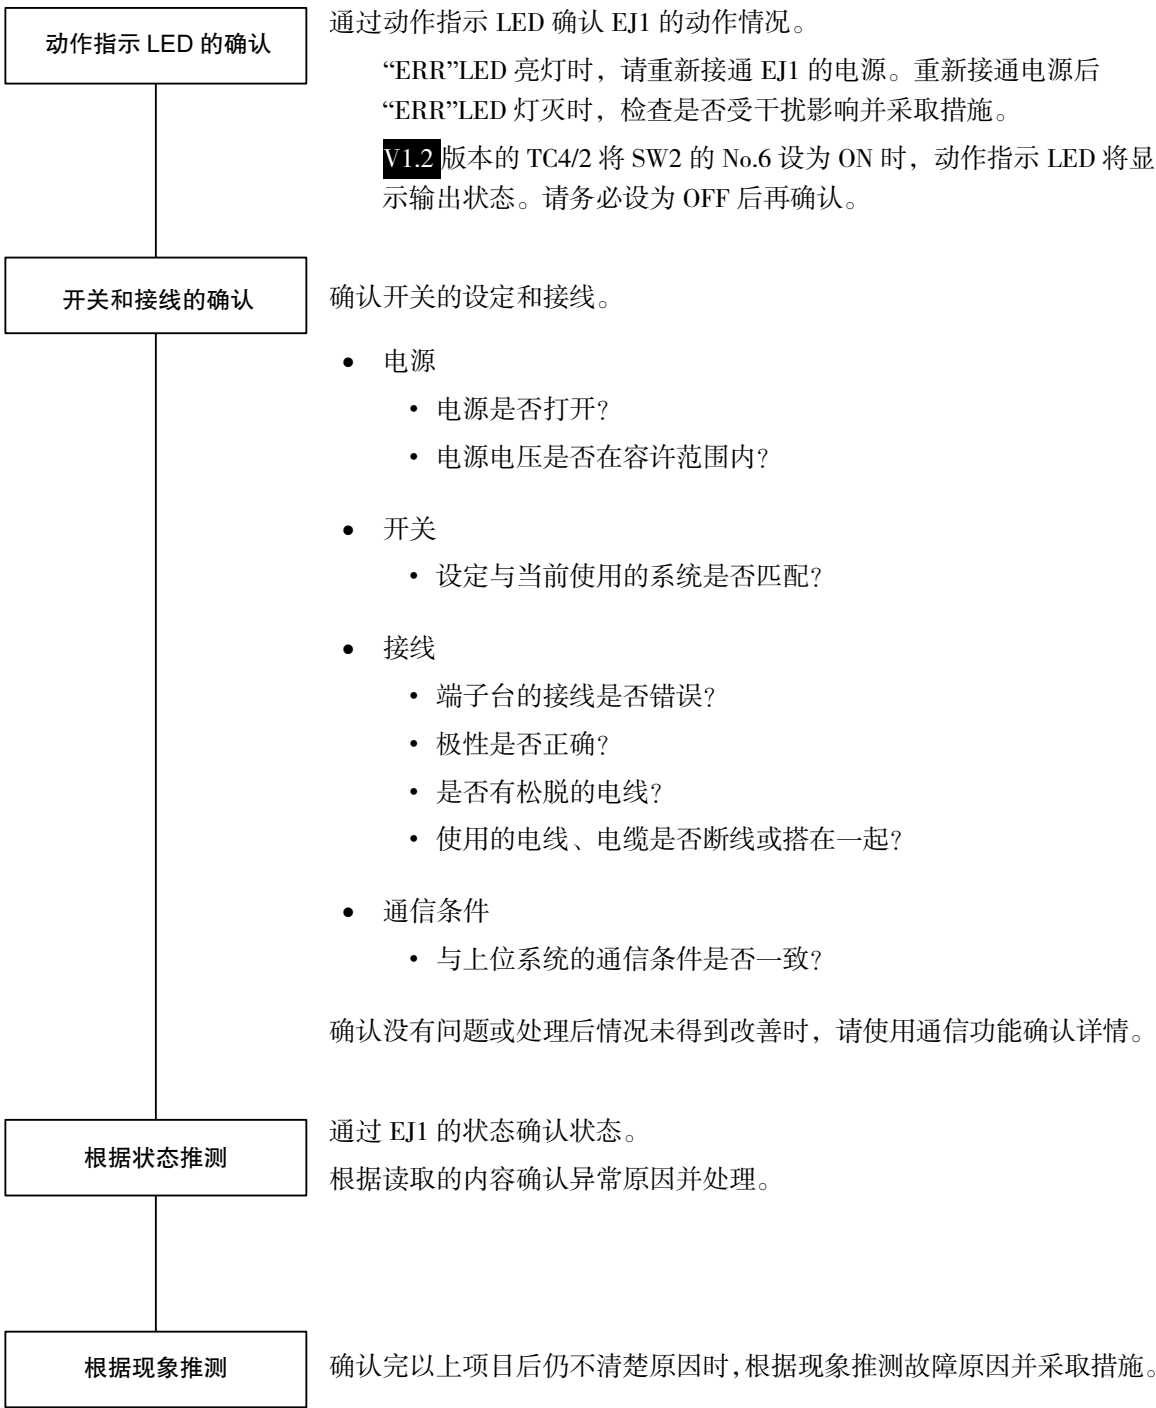 动作指示 LED 的确认
通过动作指示 LED 确认 EJ1 的动作情况。
“ERR”LED 亮灯时，请重新接通 EJ1 的电源。重新接通电源后
“ERR”LED 灯灭时，检查是否受干扰影响并采取措施。
V1.2 版本的 TC4/2 将 SW2 的 No.6 设为 ON 时，动作指示 LED 将显
示输出状态。请务必设为 OFF 后再确认。
开关和接线的确认
确认开关的设定和接线。
• 电源
• 电源是否打开？
• 电源电压是否在容许范围内？
• 开关
• 设定与当前使用的系统是否匹配？
• 接线
• 端子台的接线是否错误？
• 极性是否正确？
• 是否有松脱的电线？
• 使用的电线、电缆是否断线或搭在一起？
• 通信条件
• 与上位系统的通信条件是否一致？
确认没有问题或处理后情况未得到改善时，请使用通信功能确认详情。
根据状态推测
通过 EJ1 的状态确认状态。
根据读取的内容确认异常原因并处理。
根据现象推测
确认完以上项目后仍不清楚原因时，根据现象推测故障原因并采取措施。